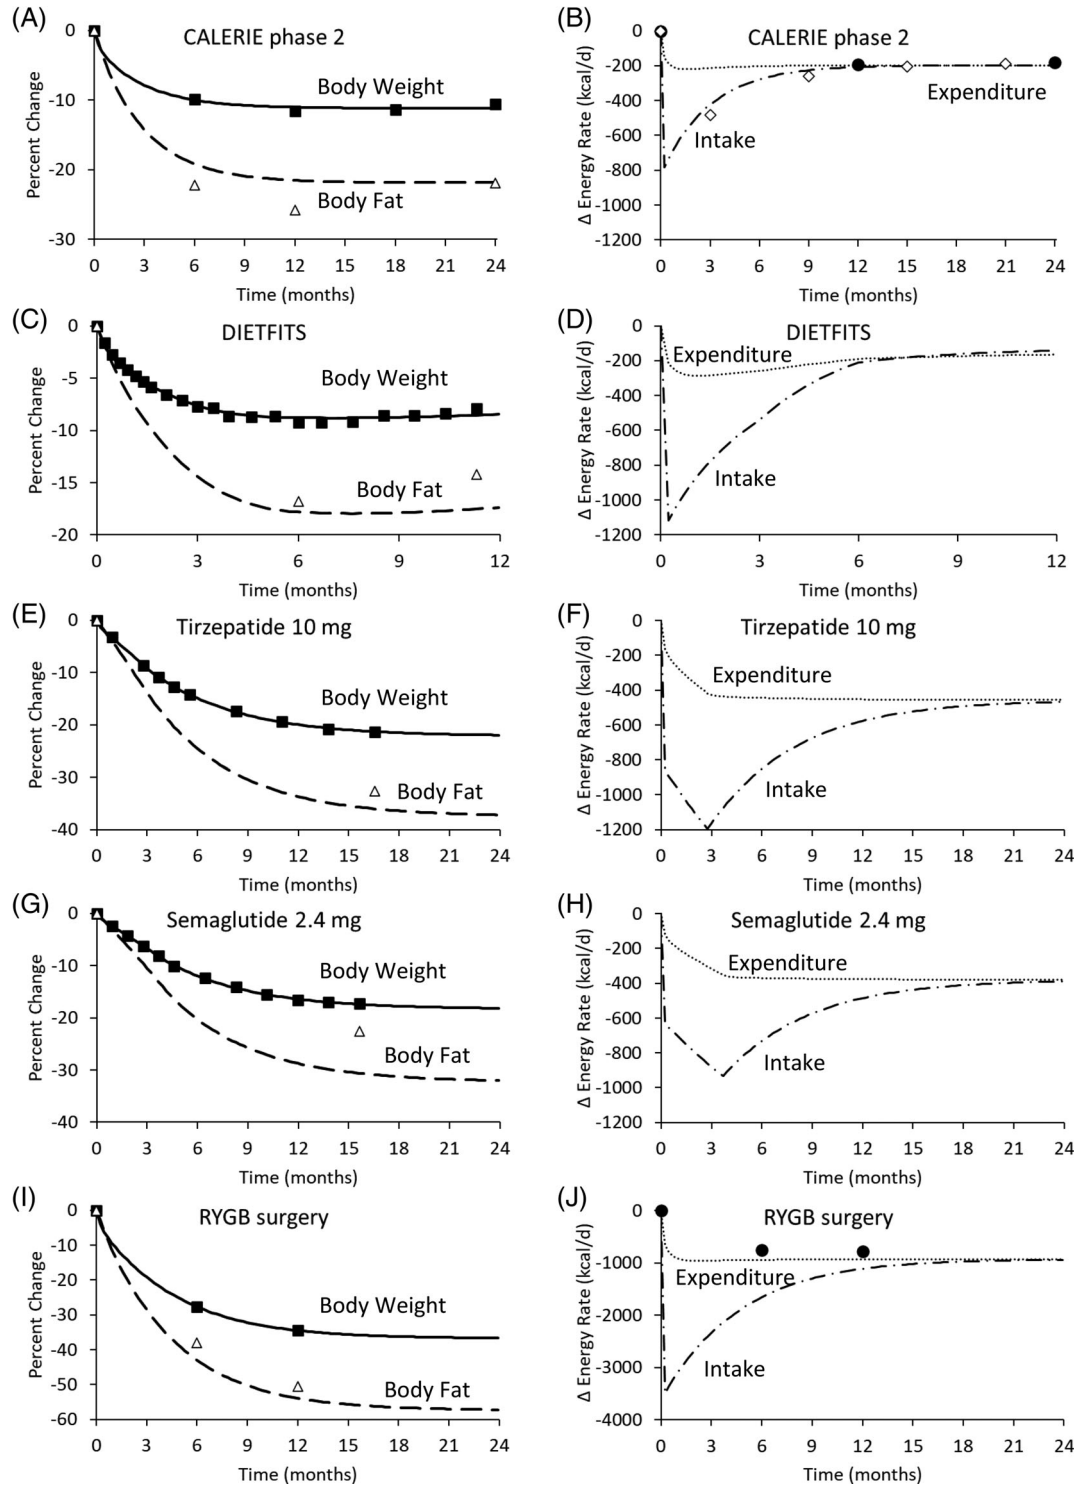 (A)
CALERIE phase 2
Percent Change
0
-10
-20
-30
Body Weight
Body Fat
0 3 6 9 12 15 18 21 24
Time (months)
(B)
CALERIE phase 2
Δ Energy Rate (kcal/d)
0
-200
-400
-600
-800
-1000
-1200
Expenditure
Intake
0 3 6 9 12 15 18 21 24
Time (months)
(C)
DIETFITS
Percent Change
0
-5
-10
-15
-20
Body Weight
Body Fat
0 3 6 9 12
Time (months)
(D)
DIETFITS
Δ Energy Rate (kcal/d)
0
-200
-400
-600
-800
-1000
-1200
Expenditure
Intake
0 3 6 9 12
Time (months)
(E)
Tirzepatide 10 mg
Percent Change
0
-10
-20
-30
-40
Body Weight
Body Fat
0 3 6 9 12 15 18 21 24
Time (months)
(F)
Tirzepatide 10 mg
Δ Energy Rate (kcal/d)
0
-200
-400
-600
-800
-1000
-1200
Expenditure
Intake
0 3 6 9 12 15 18 21 24
Time (months)
(G)
Semaglutide 2.4 mg
Percent Change
0
-10
-20
-30
-40
Body Weight
Body Fat
0 3 6 9 12 15 18 21 24
Time (months)
(H)
Semaglutide 2.4 mg
Δ Energy Rate (kcal/d)
0
-200
-400
-600
-800
-1000
-1200
Expenditure
Intake
0 3 6 9 12 15 18 21 24
Time (months)
(I)
RYGB surgery
Percent Change
0
-10
-20
-30
-40
-50
-60
Body Weight
Body Fat
0 3 6 9 12 15 18 21 24
Time (months)
(J)
RYGB surgery
Δ Energy Rate (kcal/d)
0
-1000
-2000
-3000
-4000
Expenditure
Intake
0 3 6 9 12 15 18 21 24
Time (months)